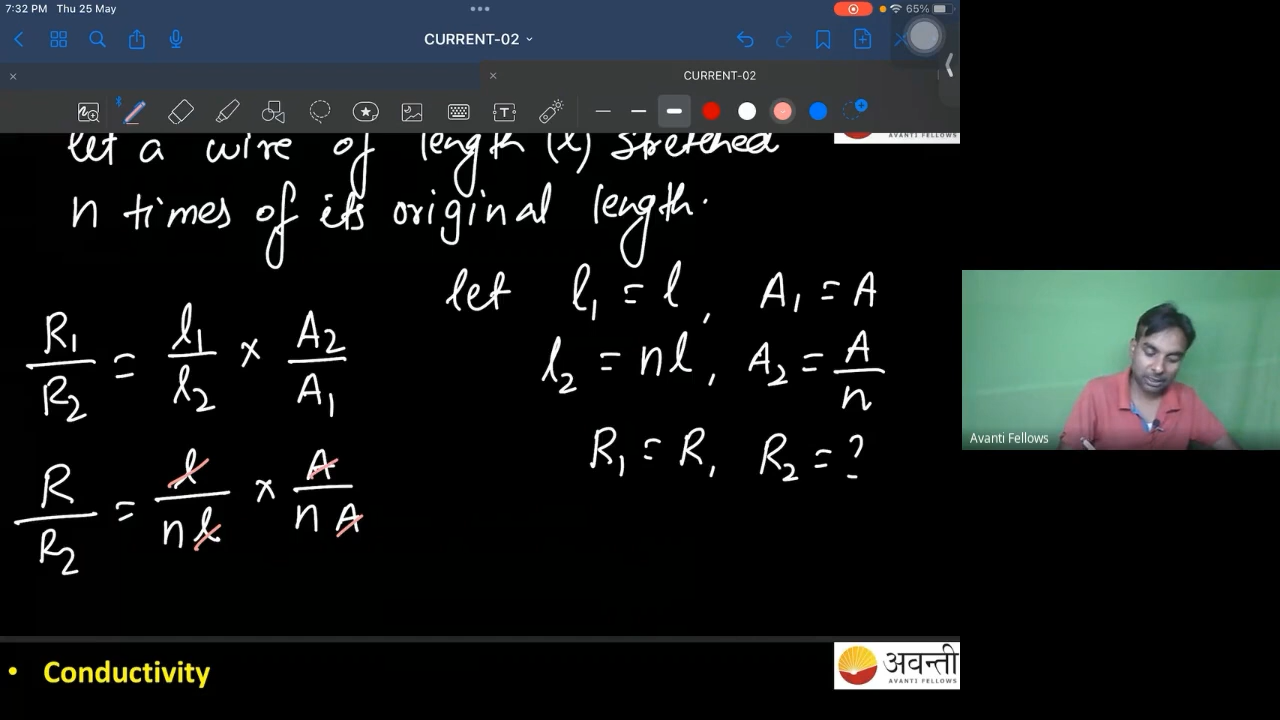 7:32 PM Thu 25 May
65%
CURRENT-02
CURRENT-02
let a wire of length (l) stretched
n times of its original length.
let l₁ = l, A₁ = A
l₂ = nl, A₂ = A/n
R₁ = R, R₂ = ?
R₁/R₂ = l₁/l₂ × A₂/A₁
R/R₂ = l/nl × A/nA
• Conductivity
अवन्ती
AVANTI FELLOWS
AVANTI FELLOWS
Avanti Fellows